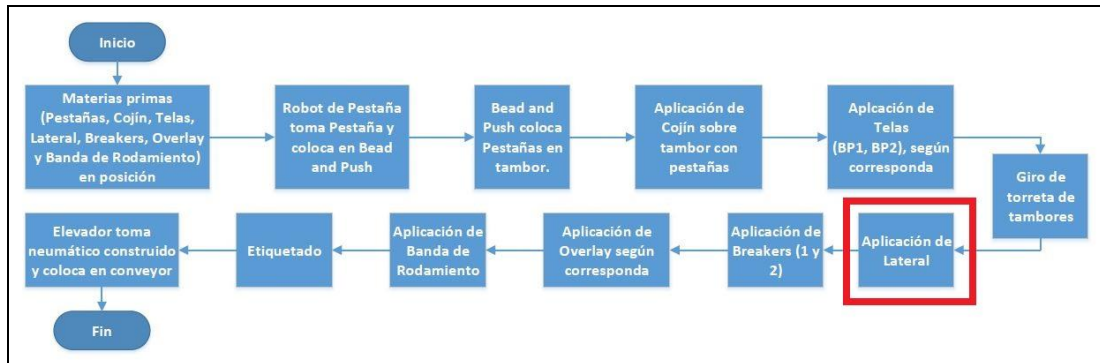 Inicio
Materias primas
(Pestañas, Cojín, Telas,
Lateral, Breakers, Overlay
y Banda de Rodamiento)
en posición
Robot de Pestaña
toma Pestaña y
coloca en Bead
and Push
Bead and
Push coloca
Pestañas en
tambor.
Aplicación de
Cojín sobre
tambor con
pestañas
Aplcación de
Telas
(BP1, BP2), según
corresponda
Giro de
torreta de
tambores
Aplicación de
Lateral
Aplicación de
Breakers (1 y
2)
Aplicación de
Overlay según
corresponda
Aplicación de
Banda de
Rodamiento
Etiquetado
Elevador toma
neumático construido
y coloca en conveyor
Fin